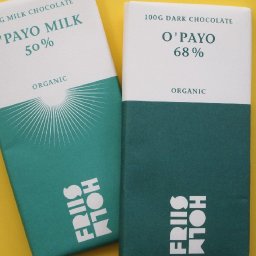 G MILK CHOCOLATE
'PAYO MILK
50%
ORGANIC
FRIIS
HOLM
100G DARK CHOCOLATE
O'PAYO
68%
ORGANIC
FRIIS
HOLM